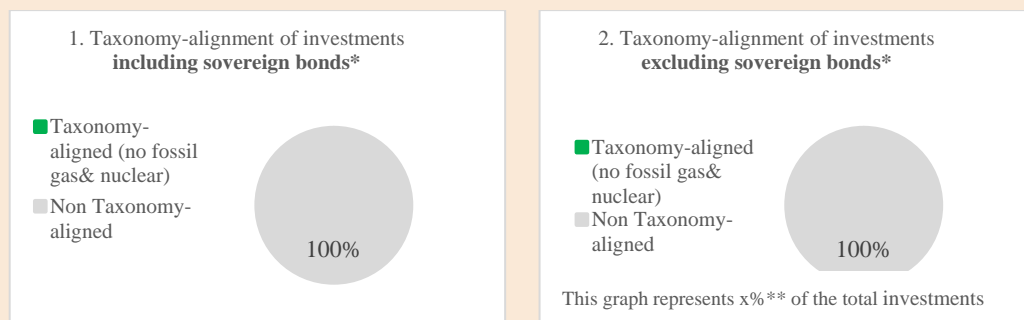 1. Taxonomy-alignment of investments
including sovereign bonds*
Taxonomy-
aligned (no fossil
gas& nuclear)
Non Taxonomy-
aligned
100%
2. Taxonomy-alignment of investments
excluding sovereign bonds*
Taxonomy-aligned
(no fossil gas&
nuclear)
Non Taxonomy-
aligned
100%
This graph represents x%** of the total investments